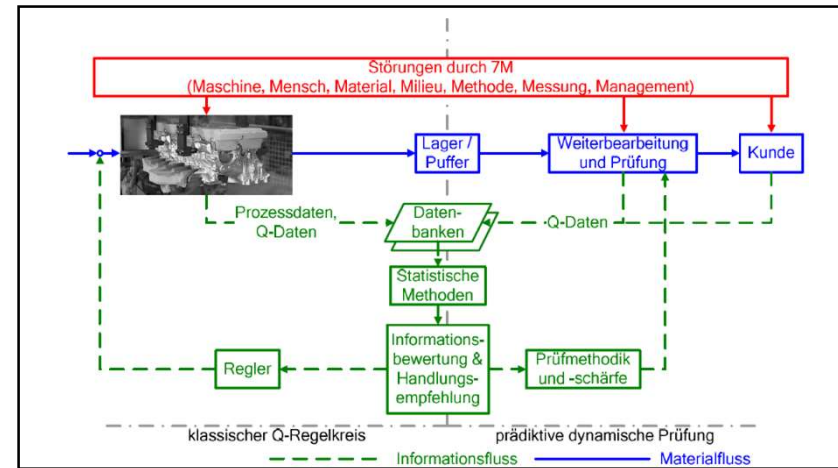 Störungen durch 7M
(Maschine, Mensch, Material, Milieu, Methode, Messung, Management)
Lager /
Puffer
Weiterbearbeitung
und Prüfung
Kunde
Prozessdaten,
Q-Daten
Daten-
banken
Q-Daten
Statistische
Methoden
Informations-
bewertung &
Handlungs-
empfehlung
Regler
Prüfmethodik
und -schärfe
klassischer Q-Regelkreis
prädiktive dynamische Prüfung
Informationsfluss
Materialfluss